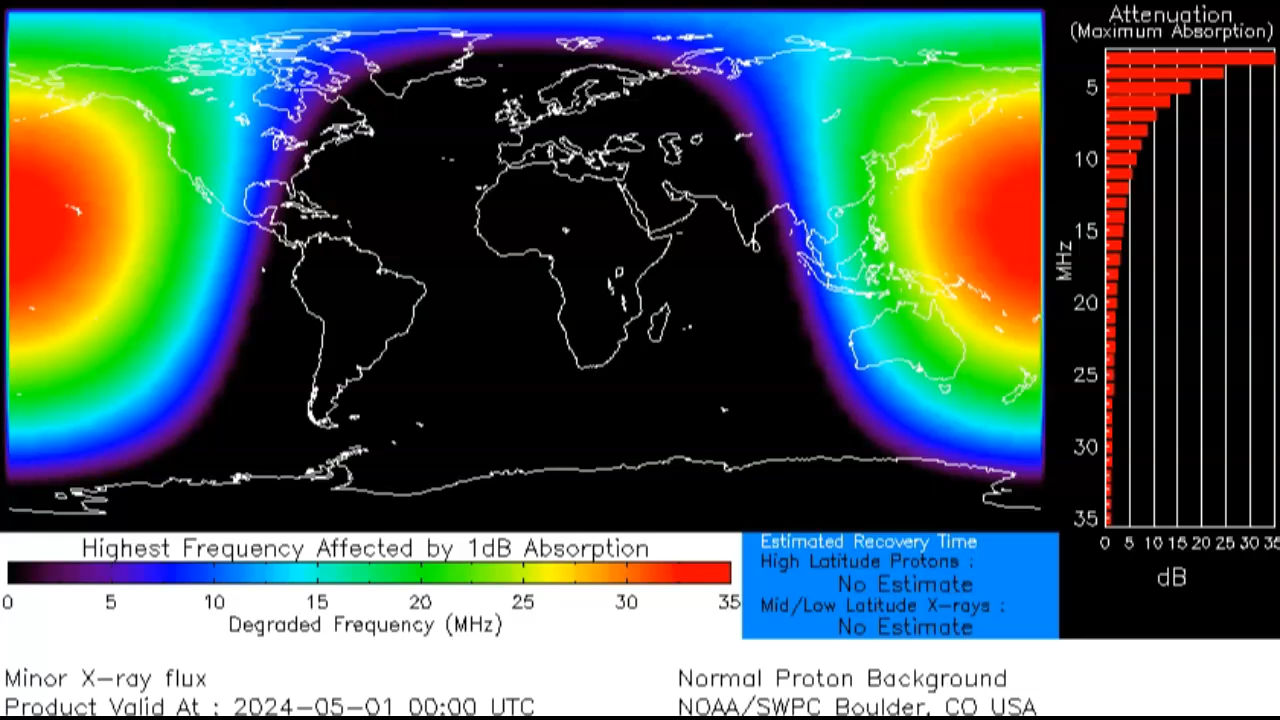 Attenuation
(Maximum Absorption)
5
10
15
20
25
30
35
MHz
0 5 10 15 20 25 30 35
dB
Highest Frequency Affected by 1dB Absorption
0 5 10 15 20 25 30 35
Degraded Frequency (MHz)
Estimated Recovery Time
High Latitude Protons :
No Estimate
Mid/Low Latitude X-rays :
No Estimate
Minor X-ray flux
Normal Proton Background
Product Valid At : 2024-05-01 00:00 UTC
NOAA/SWPC Boulder, CO USA